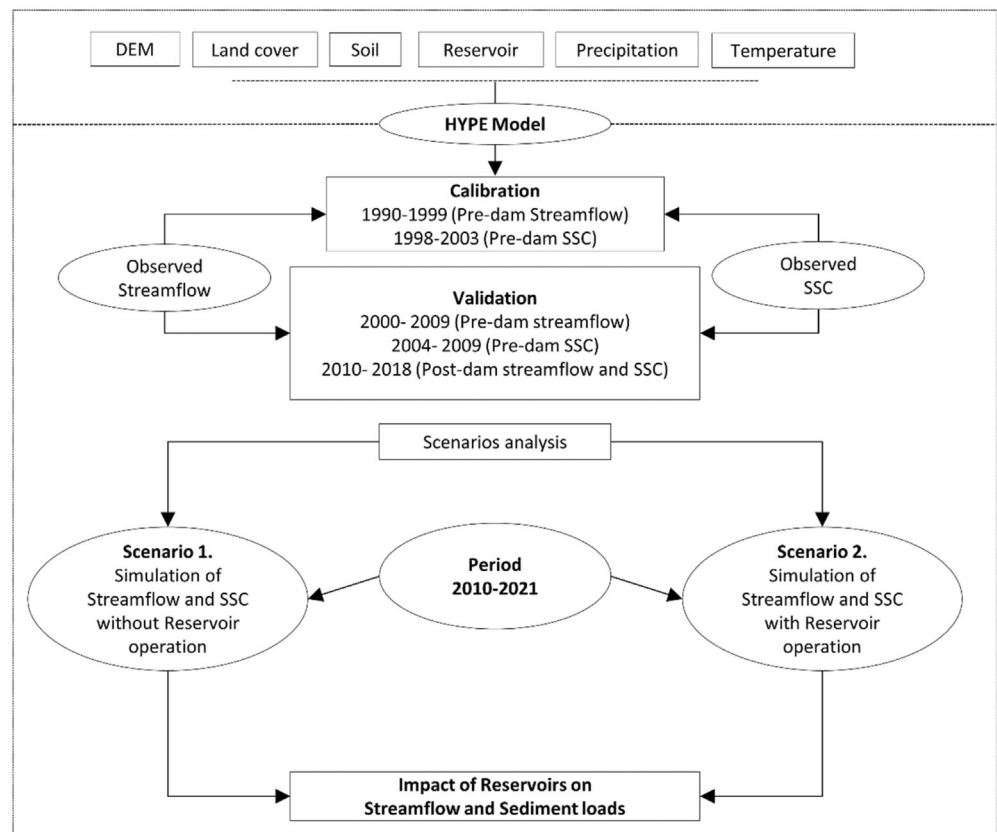 DEM Land cover Soil Reservoir Precipitation Temperature
HYPE Model
Calibration
1990-1999 (Pre-dam Streamflow)
1998-2003 (Pre-dam SSC)
Observed
Streamflow
Observed
SSC
Validation
2000- 2009 (Pre-dam streamflow)
2004- 2009 (Pre-dam SSC)
2010- 2018 (Post-dam streamflow and SSC)
Scenarios analysis
Scenario 1.
Simulation of
Streamflow and SSC
without Reservoir
operation
Period
2010-2021
Scenario 2.
Simulation of
Streamflow and SSC
with Reservoir
operation
Impact of Reservoirs on
Streamflow and Sediment loads